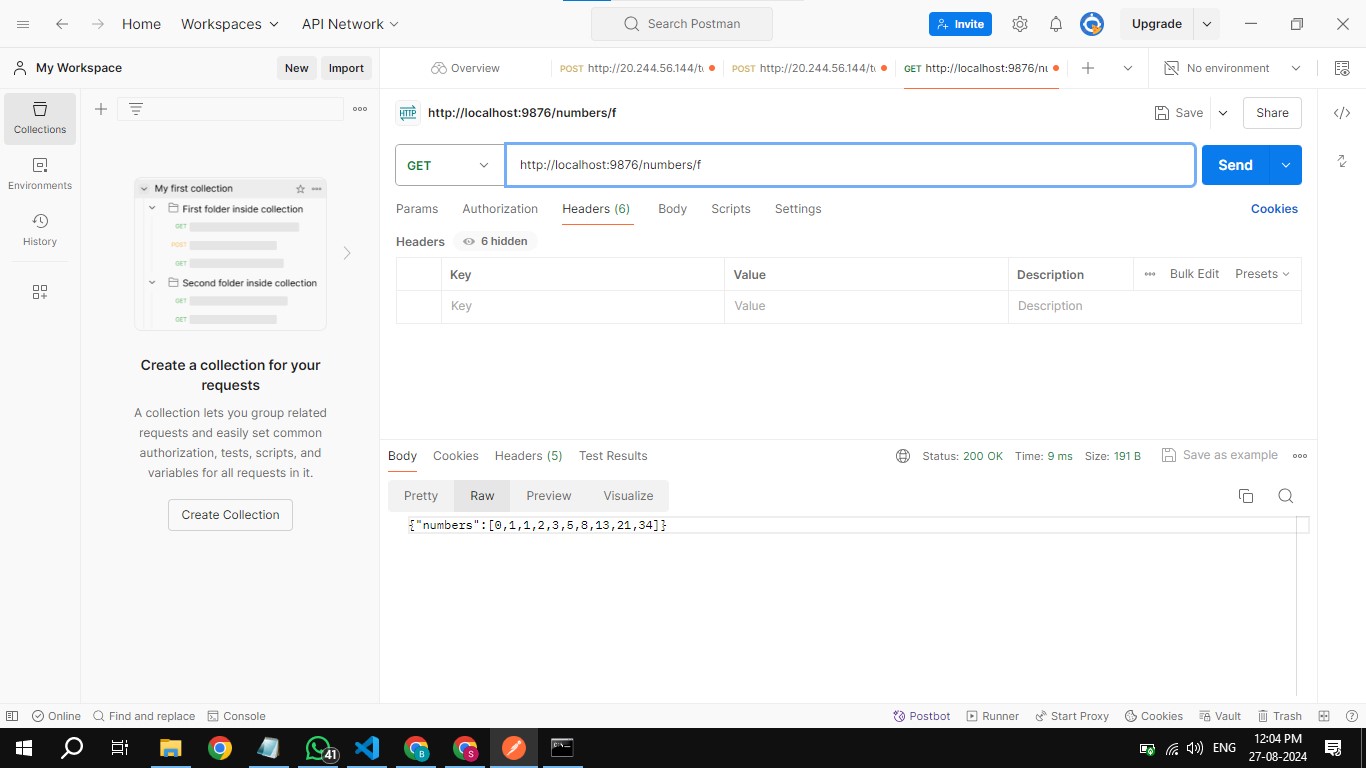 Home Workspaces API Network Search Postman Invite Upgrade
My Workspace New Import Overview POST http://20.244.56.144/t POST http://20.244.56.144/t GET http://localhost:9876/nu No environment
Collections
Environments
History
My first collection
First folder inside collection
GET
POST
GET
Second folder inside collection
GET
GET
Create a collection for your
requests
A collection lets you group related
requests and easily set common
authorization, tests, scripts, and
variables for all requests in it.
Create Collection
HTTP http://localhost:9876/numbers/f Save Share
GET http://localhost:9876/numbers/f Send
Params Authorization Headers (6) Body Scripts Settings Cookies
Headers 6 hidden
Key Value Description Bulk Edit Presets
Key Value Description
Body Cookies Headers (5) Test Results Status: 200 OK Time: 9 ms Size: 191 B Save as example
Pretty Raw Preview Visualize
{"numbers":[0,1,1,2,3,5,8,13,21,34]}
Online Find and replace Console Postbot Runner Start Proxy Cookies Vault Trash
41 B S ENG 12:04 PM
27-08-2024